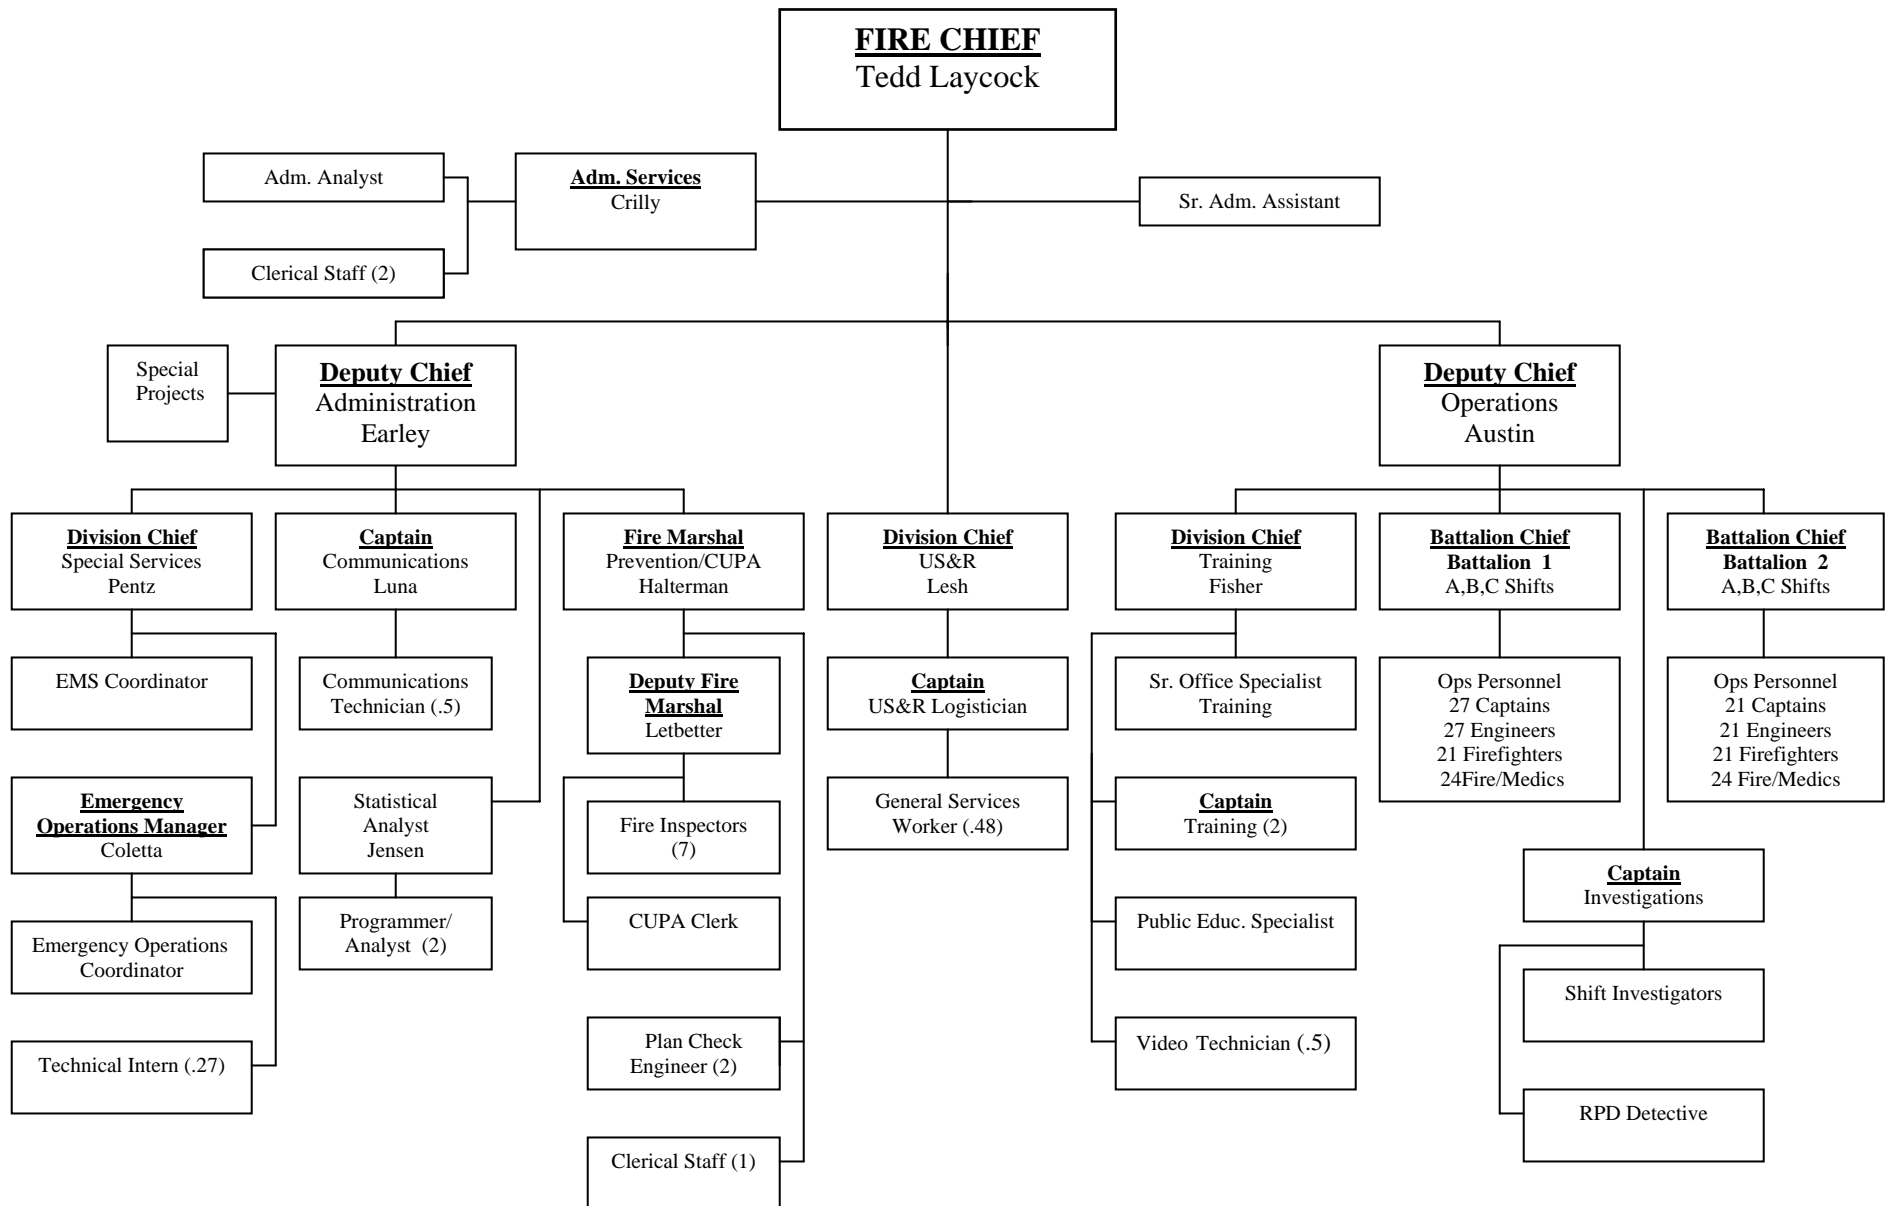 FIRE CHIEF
Tedd Laycock
Adm. Analyst
Adm. Services
Crilly
Sr. Adm. Assistant
Clerical Staff (2)
Special
Projects
Deputy Chief
Administration
Earley
Deputy Chief
Operations
Austin
Division Chief
Special Services
Pentz
Captain
Communications
Luna
Fire Marshal
Prevention/CUPA
Halterman
Division Chief
US&R
Lesh
Division Chief
Training
Fisher
Battalion Chief
Battalion 1
A,B,C Shifts
Battalion Chief
Battalion 2
A,B,C Shifts
EMS Coordinator
Communications
Technician (.5)
Deputy Fire
Marshal
Letbetter
Captain
US&R Logistician
Sr. Office Specialist
Training
Ops Personnel
27 Captains
27 Engineers
21 Firefighters
24Fire/Medics
Ops Personnel
21 Captains
21 Engineers
21 Firefighters
24 Fire/Medics
Emergency
Operations Manager
Coletta
Statistical
Analyst
Jensen
Fire Inspectors
(7)
General Services
Worker (.48)
Captain
Training (2)
Captain
Investigations
Emergency Operations
Coordinator
Programmer/
Analyst (2)
CUPA Clerk
Public Educ. Specialist
Shift Investigators
Technical Intern (.27)
Plan Check
Engineer (2)
Video Technician (.5)
RPD Detective
Clerical Staff (1)